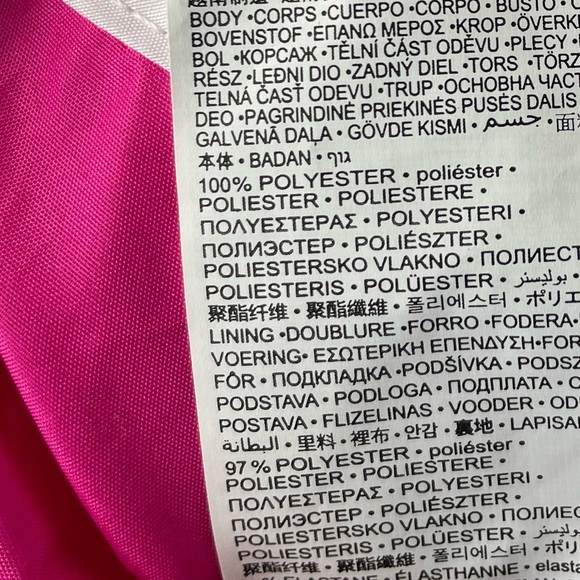 BODY •CORPS •CUERPO •CORPO • BUSTO •
BOVENSTOF • ΕΠΑΝΩ ΜΕΡΟΣ • KROP • ÖVERK
BOL • КОРСАЖ •TĚLNÍ ČÁST ODĚVU • PLECY •
RÉSZ •LEĐNI DIO •ZADNÝ DIEL •TORS •
TELNÁ ČASŤ ODEVU •TRUP •ОСНОВНА ЧАСТ
DEO •PAGRINDINĖ PRIEKINĖS PUSĖS DALIS
GALVENĀ DAĻA • GÖVDE KISMI • جسم • 面料
本体 • BADAN • גוף
100% POLYESTER • poliéster •
POLIESTER • POLIESTERE •
ΠΟΛΥΕΣΤΕΡΑΣ • POLYESTERI •
ПОЛИЭСТЕР • POLIÉSZTER •
POLIESTERSKO VLAKNO • ПОЛИЕСТ
POLIESTERIS • POLÜESTER • بوليستر •
聚酯纤维 • 聚酯纖維 • 폴리에스터 • ポリエ
LINING •DOUBLURE •FORRO •FODERA•
VOERING• ΕΣΩΤΕΡΙΚΗ ΕΠΕΝΔΥΣΗ•FOR
FÔR • ПОДКЛАДКА •PODŠÍVKA • PODSZ
PODSTAVA • PODLOGA • ПОДПЛАТА •
POSTAVA • FLIZELINAS • VOODER •
البطانة • 里料 • 裡布 • 안감 • 裏地 • LAPISA
97 % POLYESTER • poliéster •
POLIESTER • POLIESTERE •
ΠΟΛΥΕΣΤΕΡΑΣ • POLYESTERI •
ПОЛИЭСТЕР • POLIÉSZTER •
POLIESTERSKO VLAKNO • ПОЛИЕСТ
POLIESTERIS • POLÜESTER • بوليستر
聚酯纤维 • 聚酯纖維 • 폴리에스터 • ポリ
% ELASTANE • ÉLASTHANNE • elasta